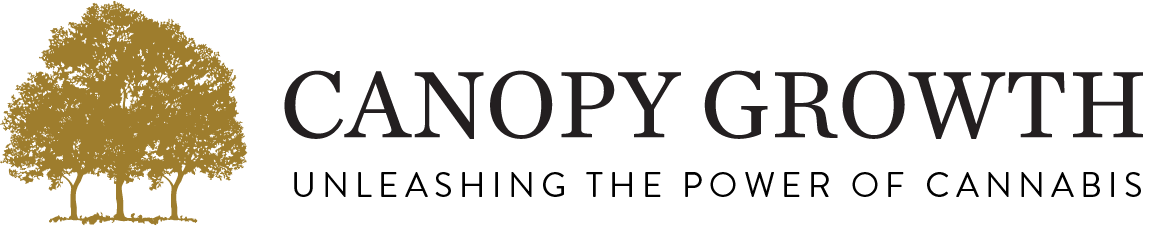 CANOPY GROWTH
UNLEASHING THE POWER OF CANNABIS